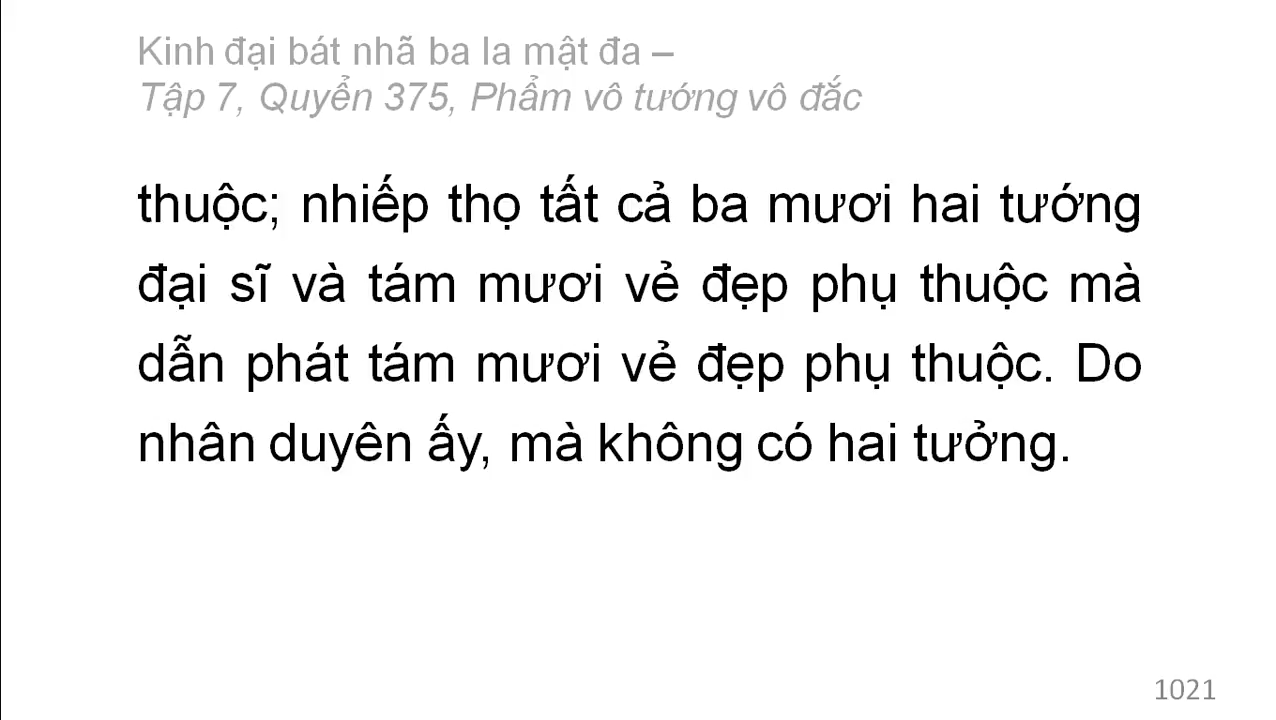 Kinh đại bát nhã ba la mật đa –
Tập 7, Quyển 375, Phẩm vô tướng vô đắc
thuộc; nhiếp thọ tất cả ba mươi hai tướng
đại sĩ và tám mươi vẻ đẹp phụ thuộc mà
dẫn phát tám mươi vẻ đẹp phụ thuộc. Do
nhân duyên ấy, mà không có hai tưởng.
1021